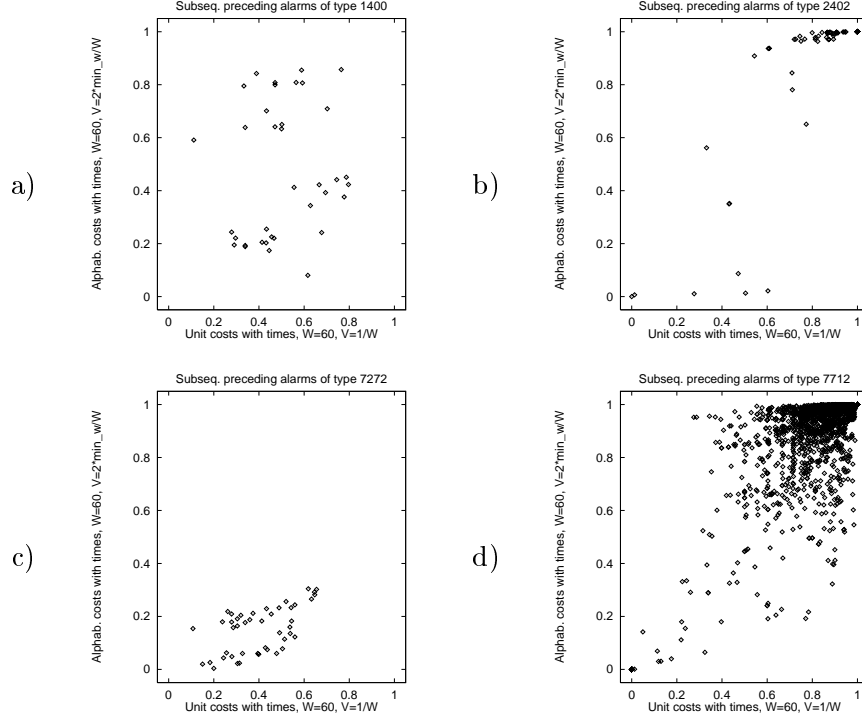 Subseq. preceding alarms of type 1400
1
0.8
0.6
0.4
0.2
0
0 0.2 0.4 0.6 0.8 1
Alphab. costs with times, W=60, V=2*min_w/W
Unit costs with times, W=60, V=1/W
a)
Subseq. preceding alarms of type 2402
1
0.8
0.6
0.4
0.2
0
0 0.2 0.4 0.6 0.8 1
Alphab. costs with times, W=60, V=2*min_w/W
Unit costs with times, W=60, V=1/W
b)
Subseq. preceding alarms of type 7272
1
0.8
0.6
0.4
0.2
0
0 0.2 0.4 0.6 0.8 1
Alphab. costs with times, W=60, V=2*min_w/W
Unit costs with times, W=60, V=1/W
c)
Subseq. preceding alarms of type 7712
1
0.8
0.6
0.4
0.2
0
0 0.2 0.4 0.6 0.8 1
Alphab. costs with times, W=60, V=2*min_w/W
Unit costs with times, W=60, V=1/W
d)